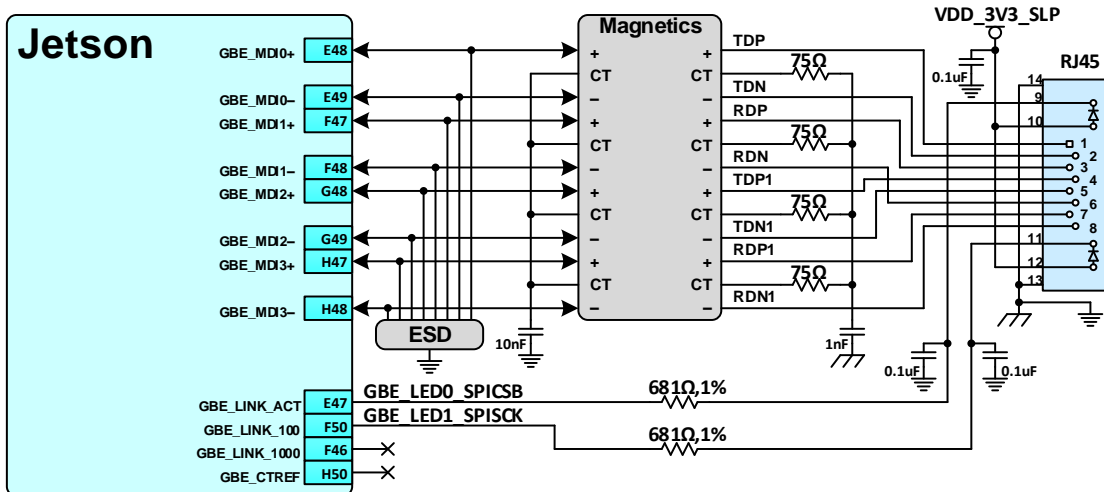 Jetson
GBE_MDI0+ E48
GBE_MDI0– E49
GBE_MDI1+ F47
GBE_MDI1– F48
GBE_MDI2+ G48
GBE_MDI2– G49
GBE_MDI3+ H47
GBE_MDI3– H48
GBE_LINK_ACT E47
GBE_LINK_100 F50
GBE_LINK_1000 F46
GBE_CTREF H50
ESD
10nF
GBE_LED0_SPICSB
GBE_LED1_SPISCK
Magnetics
+ +
CT CT
– –
+ +
CT CT
– –
+ +
CT CT
– –
+ +
CT CT
– –
TDP
75Ω
TDN
RDP
75Ω
RDN
TDP1
75Ω
TDN1
RDP1
75Ω
RDN1
1nF
681Ω,1%
681Ω,1%
0.1uF
0.1uF
VDD_3V3_SLP
0.1uF
RJ45
14
9
10
1
2
3
4
5
6
7
8
11
12
13